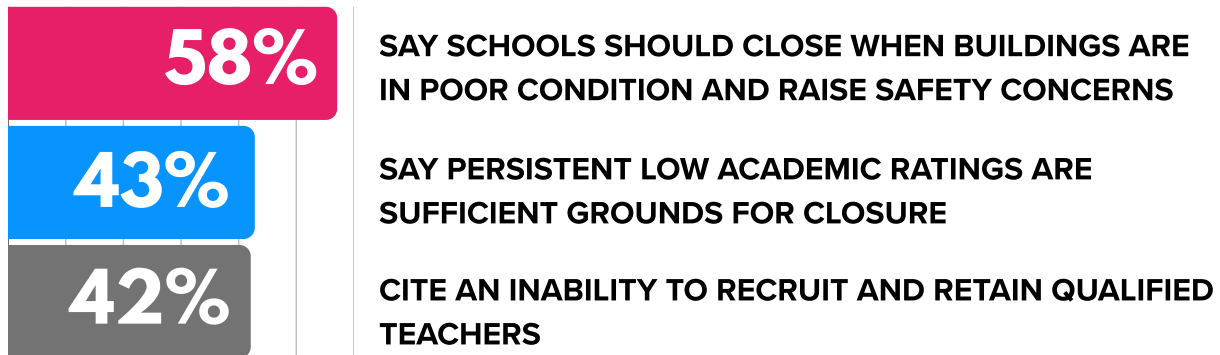 58%
SAY SCHOOLS SHOULD CLOSE WHEN BUILDINGS ARE
IN POOR CONDITION AND RAISE SAFETY CONCERNS
43%
SAY PERSISTENT LOW ACADEMIC RATINGS ARE
SUFFICIENT GROUNDS FOR CLOSURE
42%
CITE AN INABILITY TO RECRUIT AND RETAIN QUALIFIED
TEACHERS